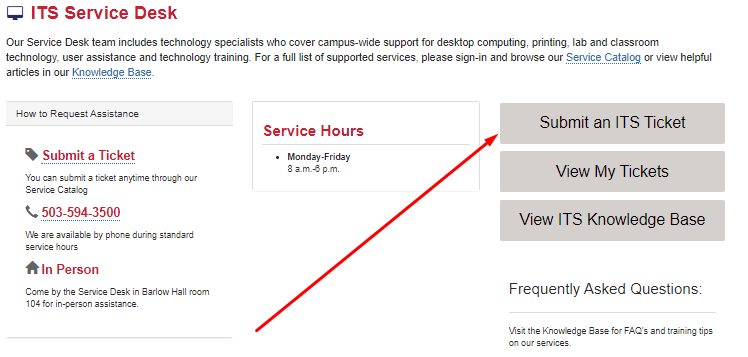 ITS Service Desk
Our Service Desk team includes technology specialists who cover campus-wide support for desktop computing, printing, lab and classroom
technology, user assistance and technology training. For a full list of supported services, please sign-in and browse our Service Catalog or view helpful
articles in our Knowledge Base.
How to Request Assistance
Submit a Ticket
You can submit a ticket anytime through our
Service Catalog
503-594-3500
We are available by phone during standard
service hours
In Person
Come by the Service Desk in Barlow Hall room
104 for in-person assistance.
Service Hours
Monday-Friday
8 a.m.-6 p.m.
Submit an ITS Ticket
View My Tickets
View ITS Knowledge Base
Frequently Asked Questions:
Visit the Knowledge Base for FAQ's and training tips
on our services.